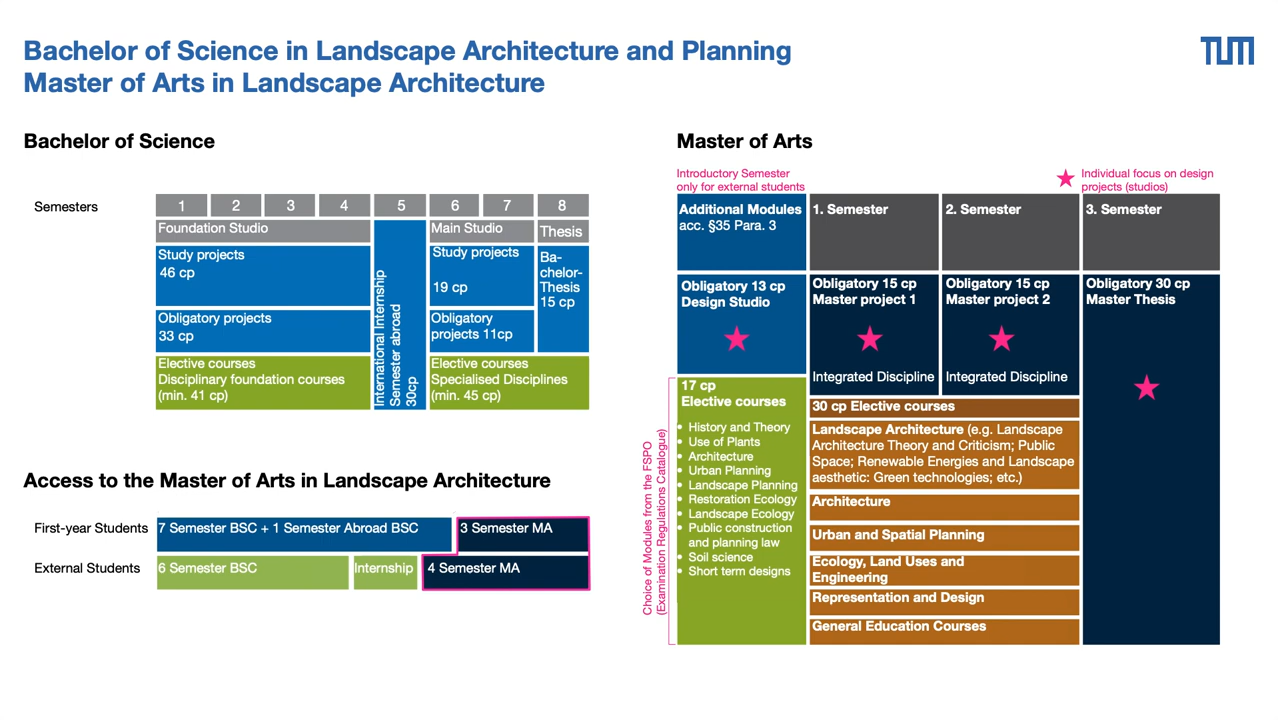 Bachelor of Science in Landscape Architecture and Planning
Master of Arts in Landscape Architecture
TUM
Bachelor of Science
Semesters
1 2 3 4 5 6 7 8
Foundation Studio
Main Studio
Thesis
Study projects
46 cp
Obligatory projects
33 cp
Elective courses
Disciplinary foundation courses
(min. 41 cp)
International Internship
Semester abroad
30cp
Study projects
19 cp
Obligatory
projects 11cp
Ba-
chelor-
Thesis
15 cp
Elective courses
Specialised Disciplines
(min. 45 cp)
Access to the Master of Arts in Landscape Architecture
First-year Students
7 Semester BSC + 1 Semester Abroad BSC
3 Semester MA
External Students
6 Semester BSC
Internship
4 Semester MA
Master of Arts
Introductory Semester
only for external students
Individual focus on design
projects (studios)
Additional Modules
acc. §35 Para. 3
1. Semester
2. Semester
3. Semester
Obligatory 13 cp
Design Studio
Obligatory 15 cp
Master project 1
Integrated Discipline
Obligatory 15 cp
Master project 2
Integrated Discipline
Obligatory 30 cp
Master Thesis
Choice of Modules from the FSPO
(Examination Regulations Catalogue)
17 cp
Elective courses
• History and Theory
• Use of Plants
• Architecture
• Urban Planning
• Landscape Planning
• Restoration Ecology
• Landscape Ecology
• Public construction
and planning law
• Soil science
• Short term designs
30 cp Elective courses
Landscape Architecture (e.g. Landscape
Architecture Theory and Criticism; Public
Space; Renewable Energies and Landscape
aesthetic: Green technologies; etc.)
Architecture
Urban and Spatial Planning
Ecology, Land Uses and
Engineering
Representation and Design
General Education Courses